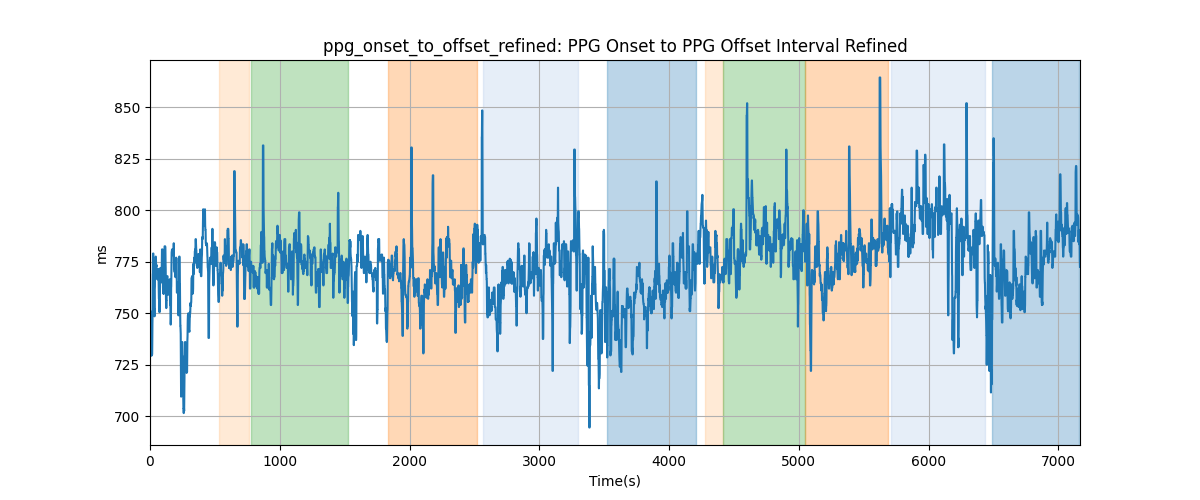 ppg_onset_to_offset_refined: PPG Onset to PPG Offset Interval Refined
850
825
800
775
750
725
700
ms
0 1000 2000 3000 4000 5000 6000 7000
Time(s)